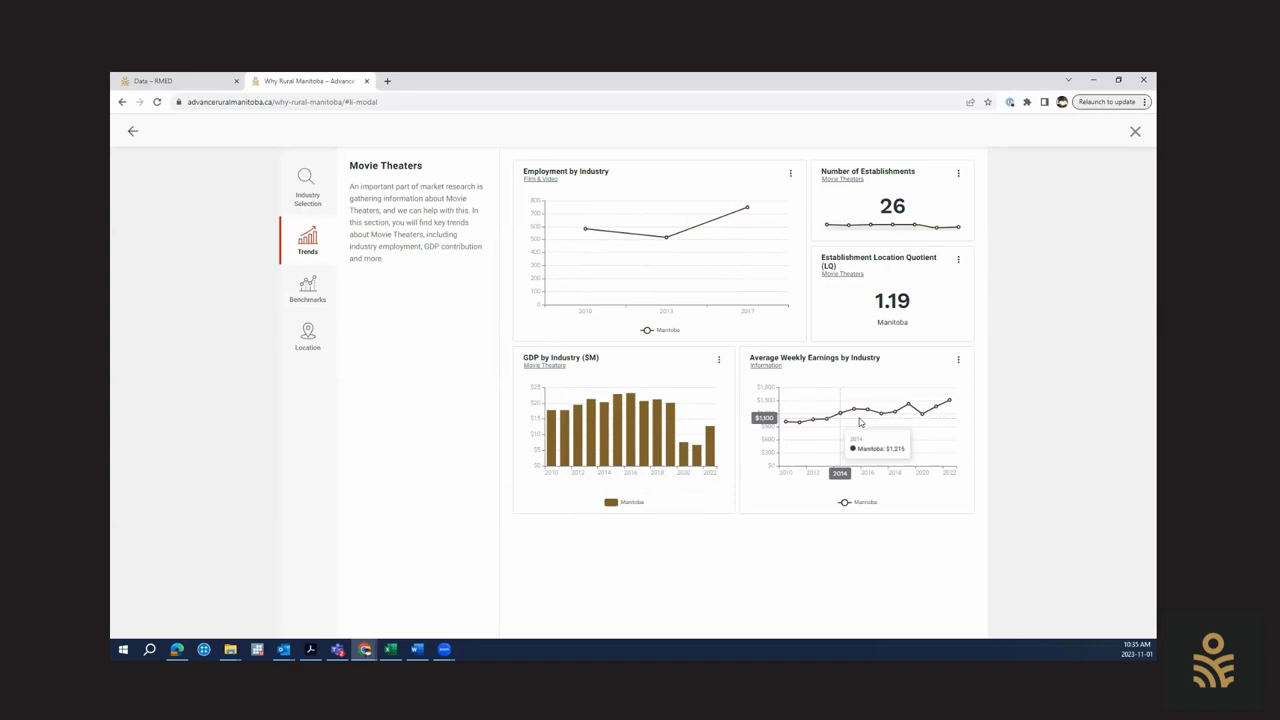 Data – RMED
Why Rural Manitoba – Advance
advanceruralmanitoba.ca/why-rural-manitoba/#li-modal
Relaunch to update
Industry
Selection
Trends
Benchmarks
Location
Movie Theaters
An important part of market research is
gathering information about Movie
Theaters, and we can help with this. In
this section, you will find key trends
about Movie Theaters, including
industry employment, GDP contribution
and more.
Employment by Industry
Film & Video
800
700
600
500
400
300
200
100
0
2010 2013 2017
Manitoba
Number of Establishments
Movie Theaters
26
Establishment Location Quotient
(LQ)
Movie Theaters
1.19
Manitoba
GDP by Industry ($M)
Movie Theaters
$25
$20
$15
$10
$5
$0
2010 2012 2014 2016 2018 2020 2022
Manitoba
Average Weekly Earnings by Industry
Information
$1,800
$1,500
$1,100
$600
$300
$0
2014
Manitoba: $1,215
2010 2012 2014 2016 2018 2020 2022
Manitoba
10:35 AM
2023-11-01